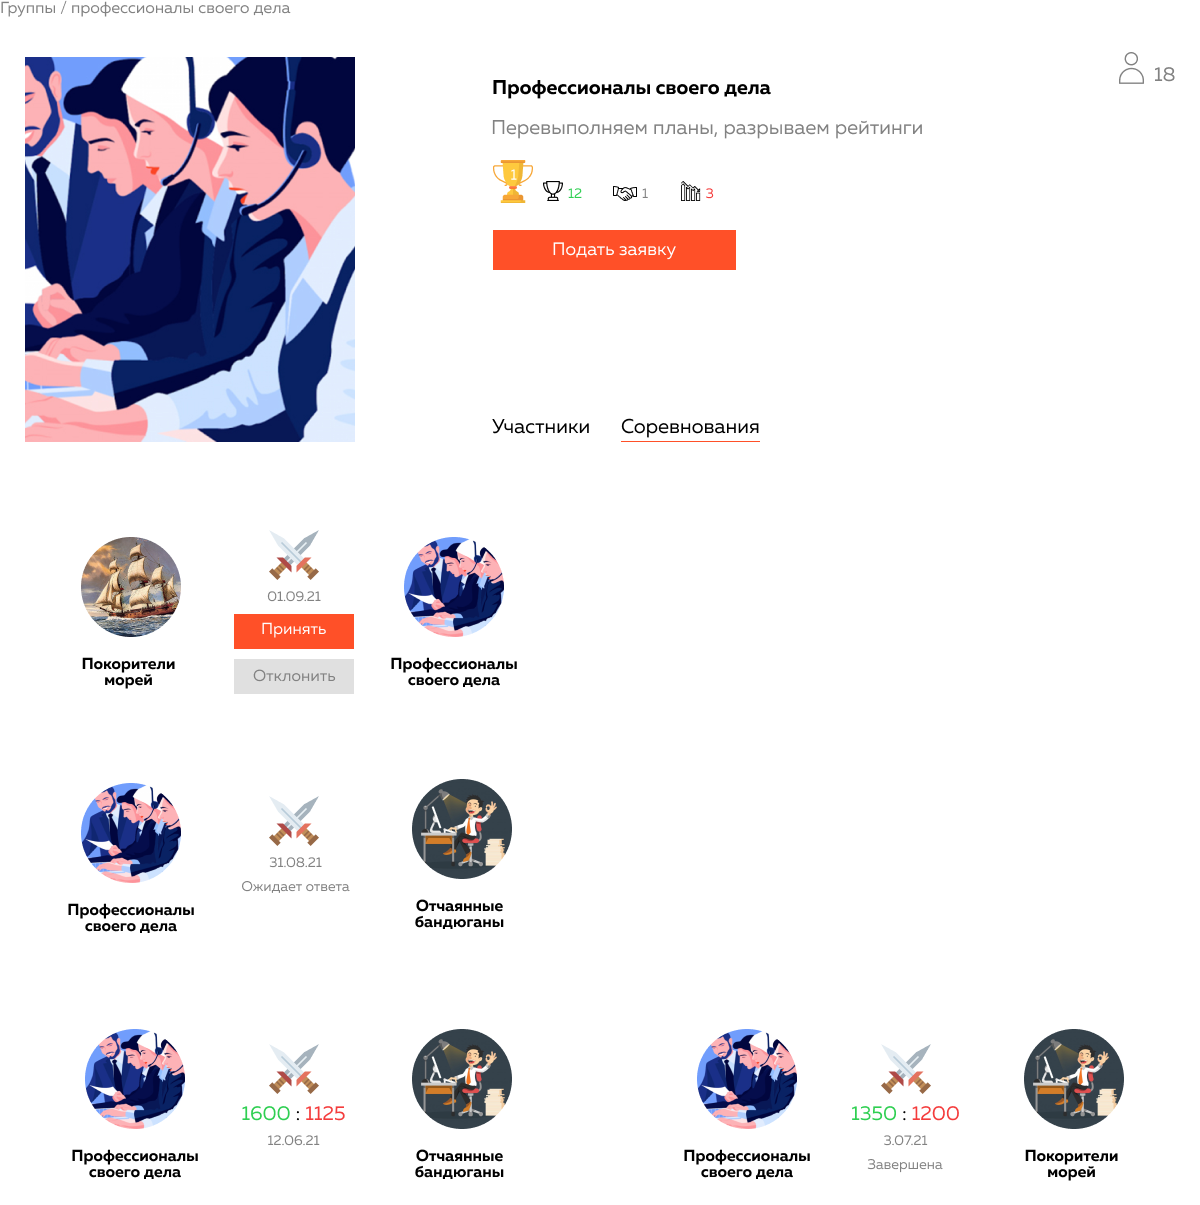 Группы / профессионалы своего дела
18
Профессионалы своего дела
Перевыполняем планы, разрываем рейтинги
1
12
1
3
Подать заявку
Участники
Соревнования
01.09.21
Принять
Отклонить
Покорители
морей
Профессионалы
своего дела
31.08.21
Ожидает ответа
Профессионалы
своего дела
Отчаянные
бандюганы
1600 : 1125
12.06.21
Профессионалы
своего дела
Отчаянные
бандюганы
1350 : 1200
3.07.21
Завершена
Профессионалы
своего дела
Покорители
морей